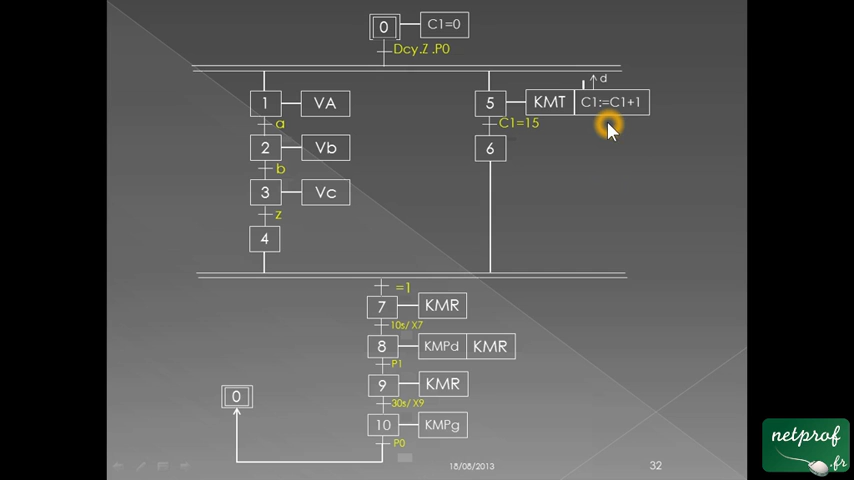 0 C1=0
Dcy.Z .P0
d
1 VA
5 KMT C1:=C1+1
a
C1=15
2 Vb
6
b
3 Vc
z
4
=1
7 KMR
10s/X7
8 KMPd KMR
P1
9 KMR
0
30s/X9
10 KMPg
P0
18/08/2013
32
netprof
.fr